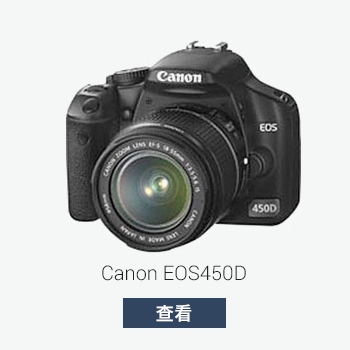 Canon
EOS
CANON ZOOM LENS EF-S 18-55mm 1:3.5-5.6 IS
CANON LENS MADE IN JAPAN
450D
Canon EOS450D
查看